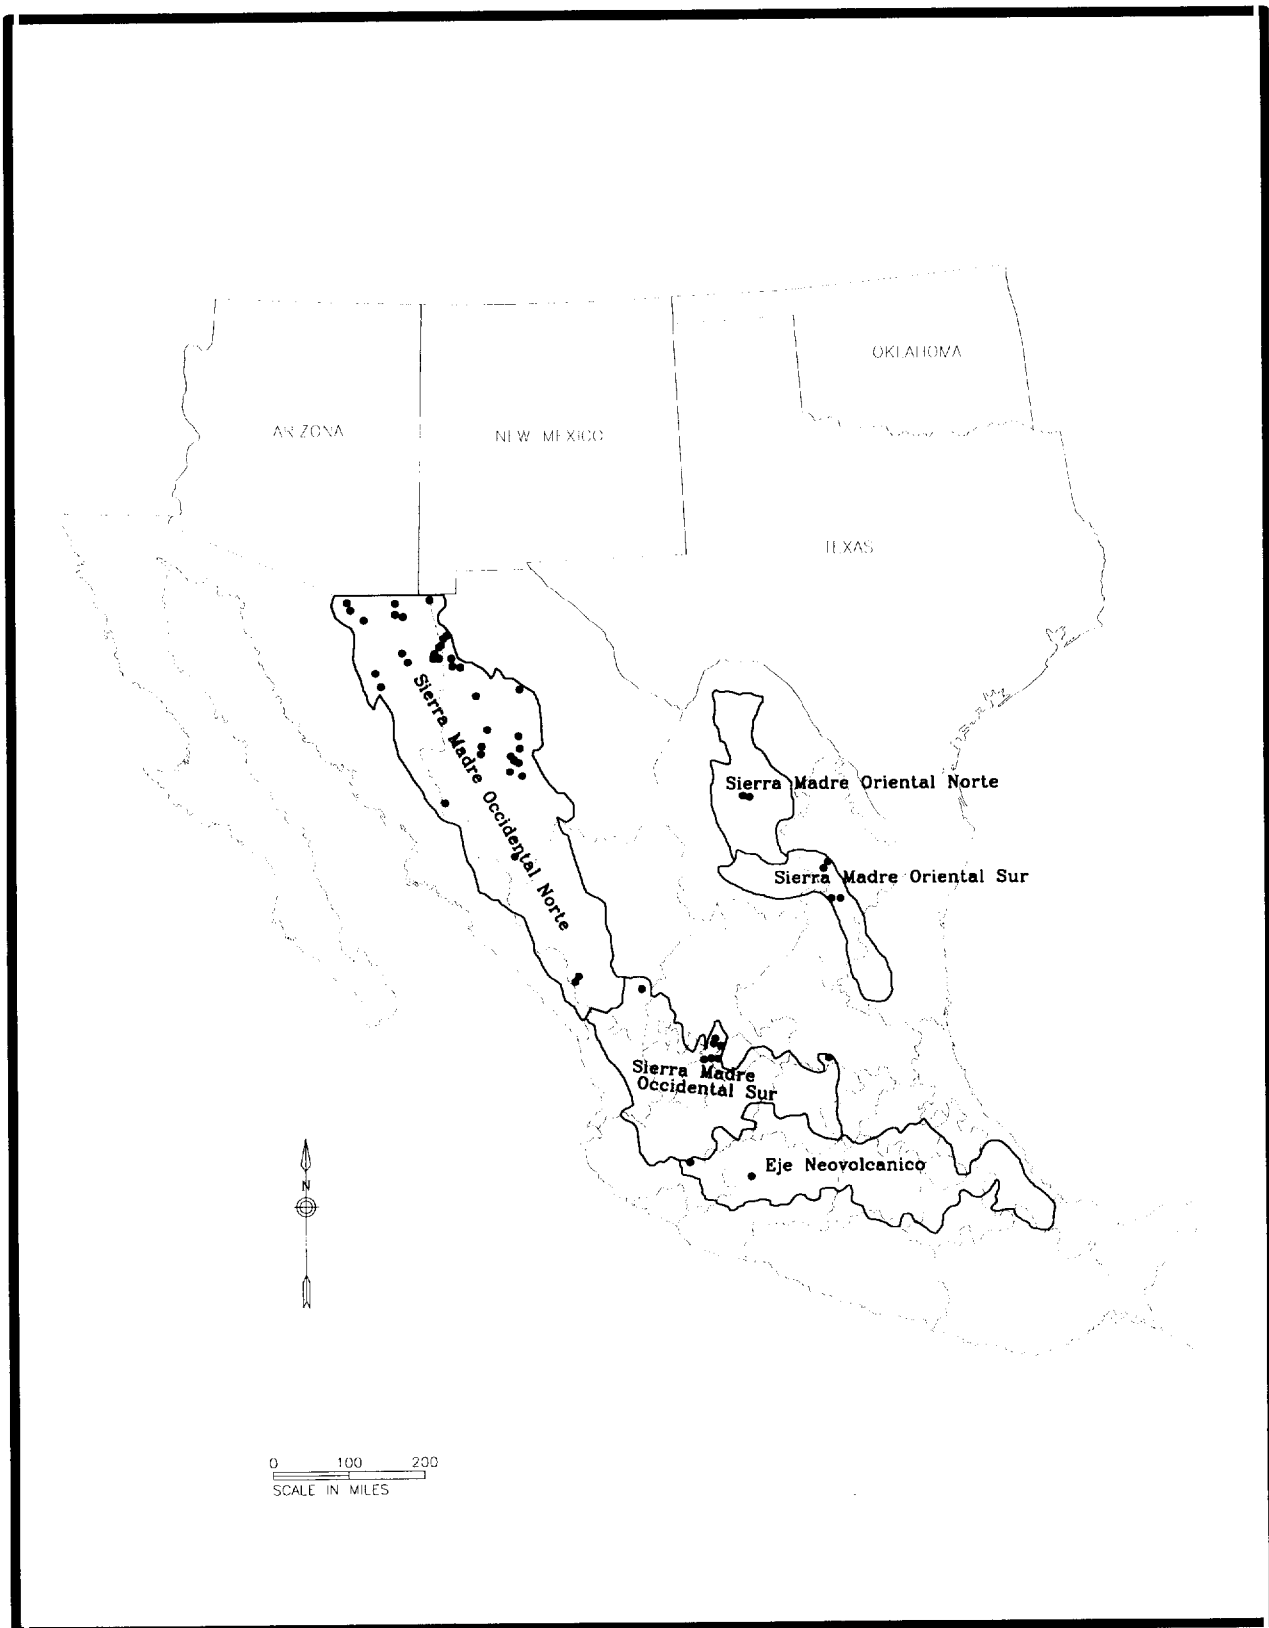 OKLAHOMA
ARIZONA
NEW MEXICO
TEXAS
Sierra Madre Occidental Norte
Sierra Madre Oriental Norte
Sierra Madre Oriental Sur
Sierra Madre
Occidental Sur
Eje Neovolcanico
N
0 100 200
SCALE IN MILES